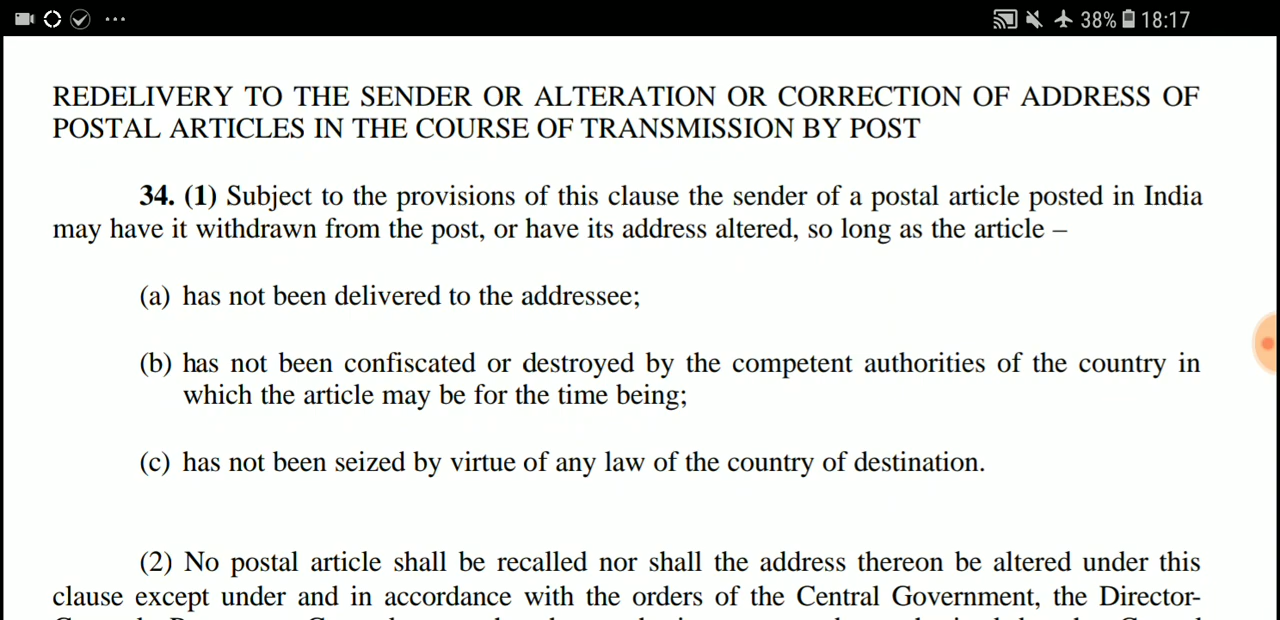 38% 18:17
REDELIVERY TO THE SENDER OR ALTERATION OR CORRECTION OF ADDRESS OF
POSTAL ARTICLES IN THE COURSE OF TRANSMISSION BY POST
34. (1) Subject to the provisions of this clause the sender of a postal article posted in India
may have it withdrawn from the post, or have its address altered, so long as the article –
(a) has not been delivered to the addressee;
(b) has not been confiscated or destroyed by the competent authorities of the country in
which the article may be for the time being;
(c) has not been seized by virtue of any law of the country of destination.
(2) No postal article shall be recalled nor shall the address thereon be altered under this
clause except under and in accordance with the orders of the Central Government, the Director-